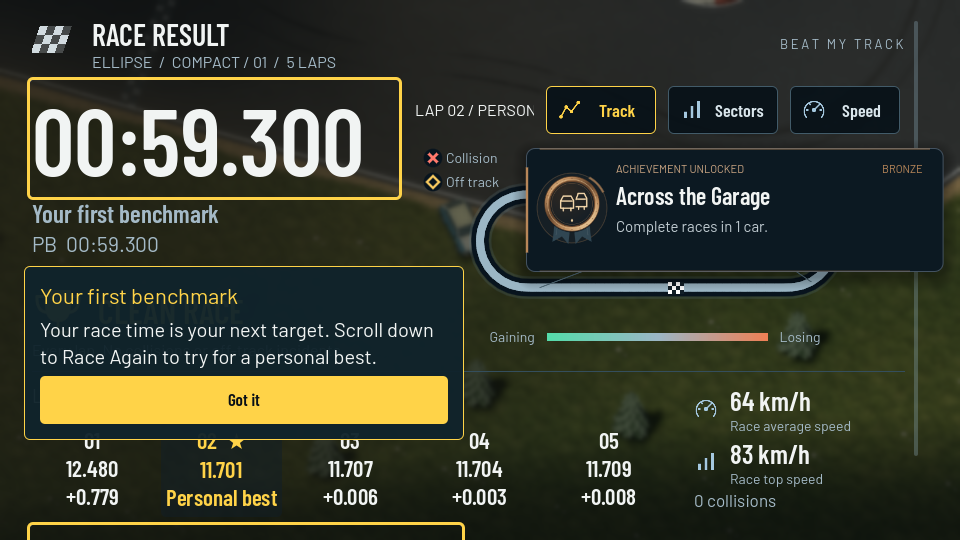 RACE RESULT
ELLIPSE / COMPACT / 01 / 5 LAPS
BEAT MY TRACK
00:59.300
LAP 02 / PERSON
Track
Sectors
Speed
Collision
Off track
ACHIEVEMENT UNLOCKED
BRONZE
Across the Garage
Complete races in 1 car.
Your first benchmark
PB 00:59.300
CLEAN RACE
Your first benchmark
Your race time is your next target. Scroll down
to Race Again to try for a personal best.
Got it
Gaining
Losing
01 02 ★ 03 04 05
12.480 11.701 11.707 11.704 11.709
+0.779 Personal best +0.006 +0.003 +0.008
64 km/h
Race average speed
83 km/h
Race top speed
0 collisions